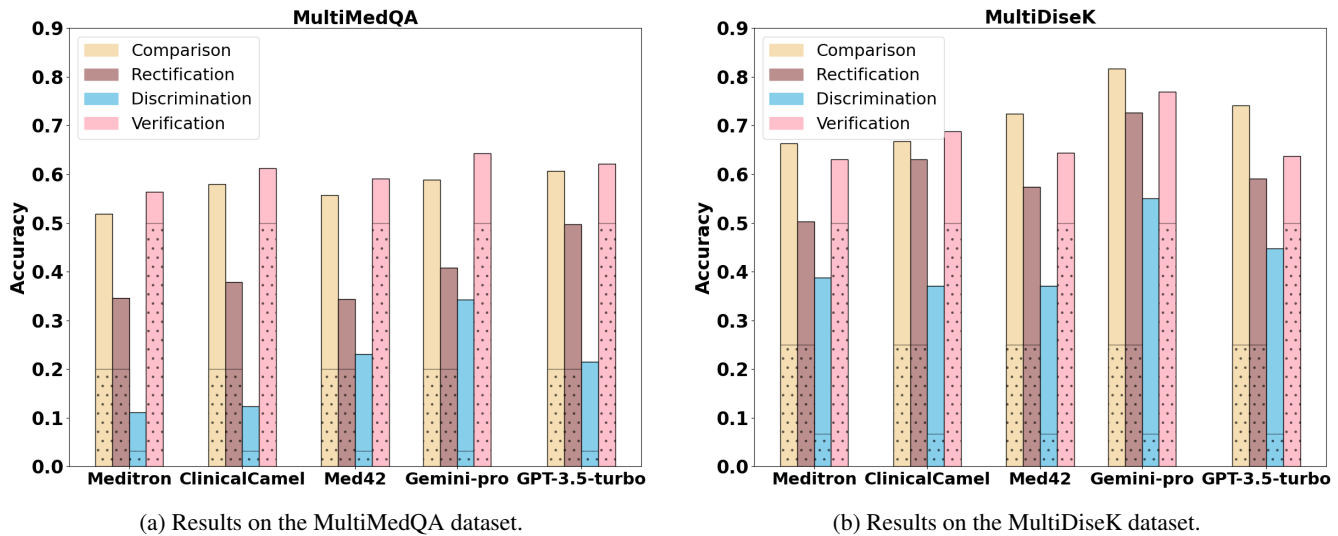 MultiMedQA
Comparison
Rectification
Discrimination
Verification
Accuracy
0.9
0.8
0.7
0.6
0.5
0.4
0.3
0.2
0.1
0.0
Meditron ClinicalCamel Med42 Gemini-pro GPT-3.5-turbo
(a) Results on the MultiMedQA dataset.
MultiDiseK
Comparison
Rectification
Discrimination
Verification
Accuracy
0.9
0.8
0.7
0.6
0.5
0.4
0.3
0.2
0.1
0.0
Meditron ClinicalCamel Med42 Gemini-pro GPT-3.5-turbo
(b) Results on the MultiDiseK dataset.